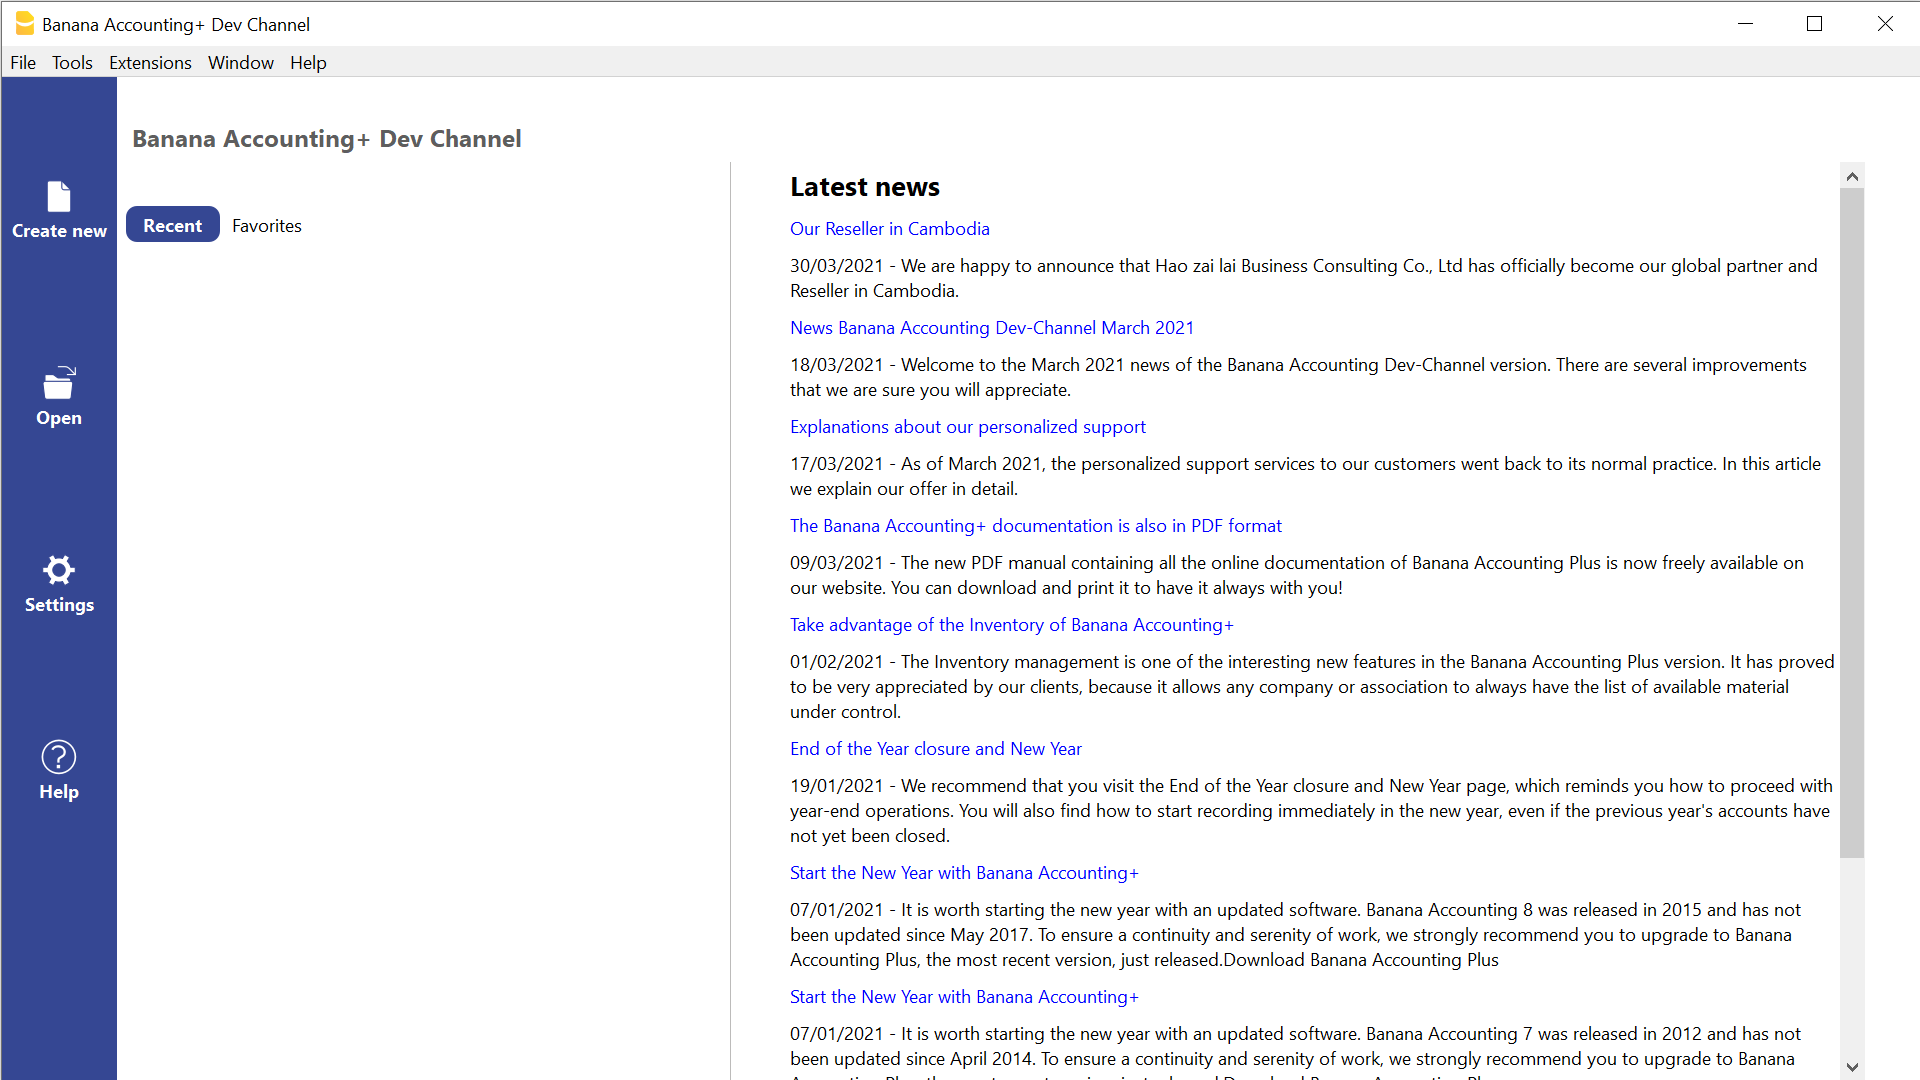 Banana Accounting+ Dev Channel
File Tools Extensions Window Help
Banana Accounting+ Dev Channel
Create new
Open
Settings
Help
Recent Favorites
Latest news
Our Reseller in Cambodia
30/03/2021 - We are happy to announce that Hao zai lai Business Consulting Co., Ltd has officially become our global partner and
Reseller in Cambodia.
News Banana Accounting Dev-Channel March 2021
18/03/2021 - Welcome to the March 2021 news of the Banana Accounting Dev-Channel version. There are several improvements
that we are sure you will appreciate.
Explanations about our personalized support
17/03/2021 - As of March 2021, the personalized support services to our customers went back to its normal practice. In this article
we explain our offer in detail.
The Banana Accounting+ documentation is also in PDF format
09/03/2021 - The new PDF manual containing all the online documentation of Banana Accounting Plus is now freely available on
our website. You can download and print it to have it always with you!
Take advantage of the Inventory of Banana Accounting+
01/02/2021 - The Inventory management is one of the interesting new features in the Banana Accounting Plus version. It has proved
to be very appreciated by our clients, because it allows any company or association to always have the list of available material
under control.
End of the Year closure and New Year
19/01/2021 - We recommend that you visit the End of the Year closure and New Year page, which reminds you how to proceed with
year-end operations. You will also find how to start recording immediately in the new year, even if the previous year's accounts have
not yet been closed.
Start the New Year with Banana Accounting+
07/01/2021 - It is worth starting the new year with an updated software. Banana Accounting 8 was released in 2015 and has not
been updated since May 2017. To ensure a continuity and serenity of work, we strongly recommend you to upgrade to Banana
Accounting Plus, the most recent version, just released.Download Banana Accounting Plus
Start the New Year with Banana Accounting+
07/01/2021 - It is worth starting the new year with an updated software. Banana Accounting 7 was released in 2012 and has not
been updated since April 2014. To ensure a continuity and serenity of work, we strongly recommend you to upgrade to Banana